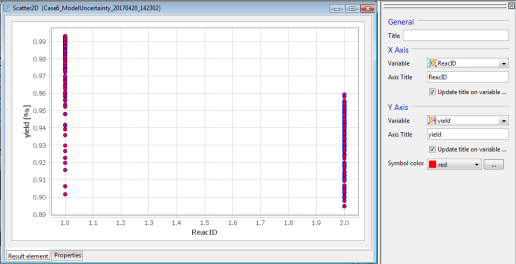 Scatter2D (Case6_ModelUncertainty_20170420_142302)
0.99
0.98
0.97
0.96
0.95
0.94
0.93
0.92
0.91
0.90
0.89
yield [%]
1.0 1.1 1.2 1.3 1.4 1.5 1.6 1.7 1.8 1.9 2.0
ReacID
Result element Properties
General
Title
X Axis
Variable ReacID
Axis Title ReacID
Update title on variable ...
Y Axis
Variable yield
Axis Title yield
Update title on variable ...
Symbol color red ...